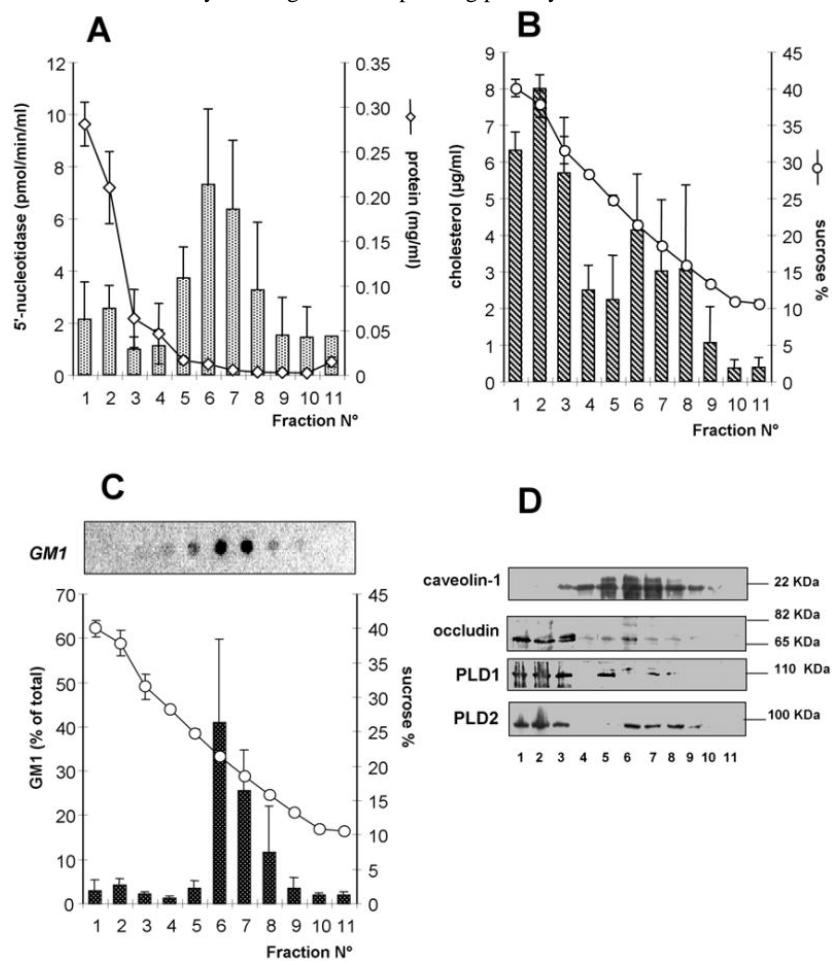 A
12
10
8
6
4
2
0
5'-nucleotidase (pmol/min/ml)
0.35
0.30
0.25
0.20
0.15
0.10
0.05
0
protein (mg/ml)
1 2 3 4 5 6 7 8 9 10 11
Fraction N°
B
9
8
7
6
5
4
3
2
1
0
cholesterol (µg/ml)
45
40
35
30
25
20
15
10
5
0
sucrose %
1 2 3 4 5 6 7 8 9 10 11
Fraction N°
C
GM1
70
60
50
40
30
20
10
0
GM1 (% of total)
45
40
35
30
25
20
15
10
5
0
sucrose %
1 2 3 4 5 6 7 8 9 10 11
Fraction N°
D
caveolin-1 22 KDa
82 KDa
occludin 65 KDa
PLD1 110 KDa
PLD2 100 KDa
1 2 3 4 5 6 7 8 9 10 11